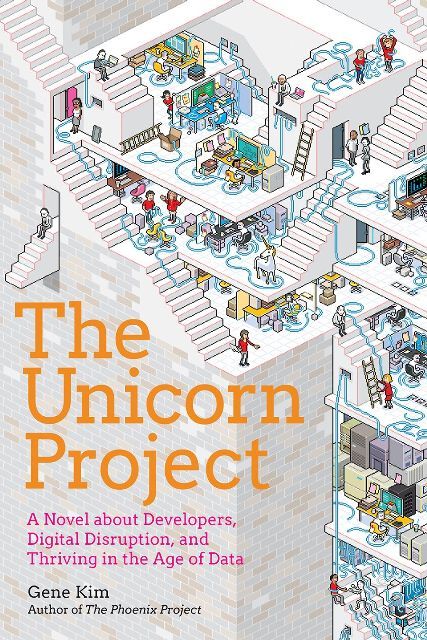 The
Unicorn
Project
A Novel about Developers,
Digital Disruption, and
Thriving in the Age of Data
Gene Kim
Author of The Phoenix Project